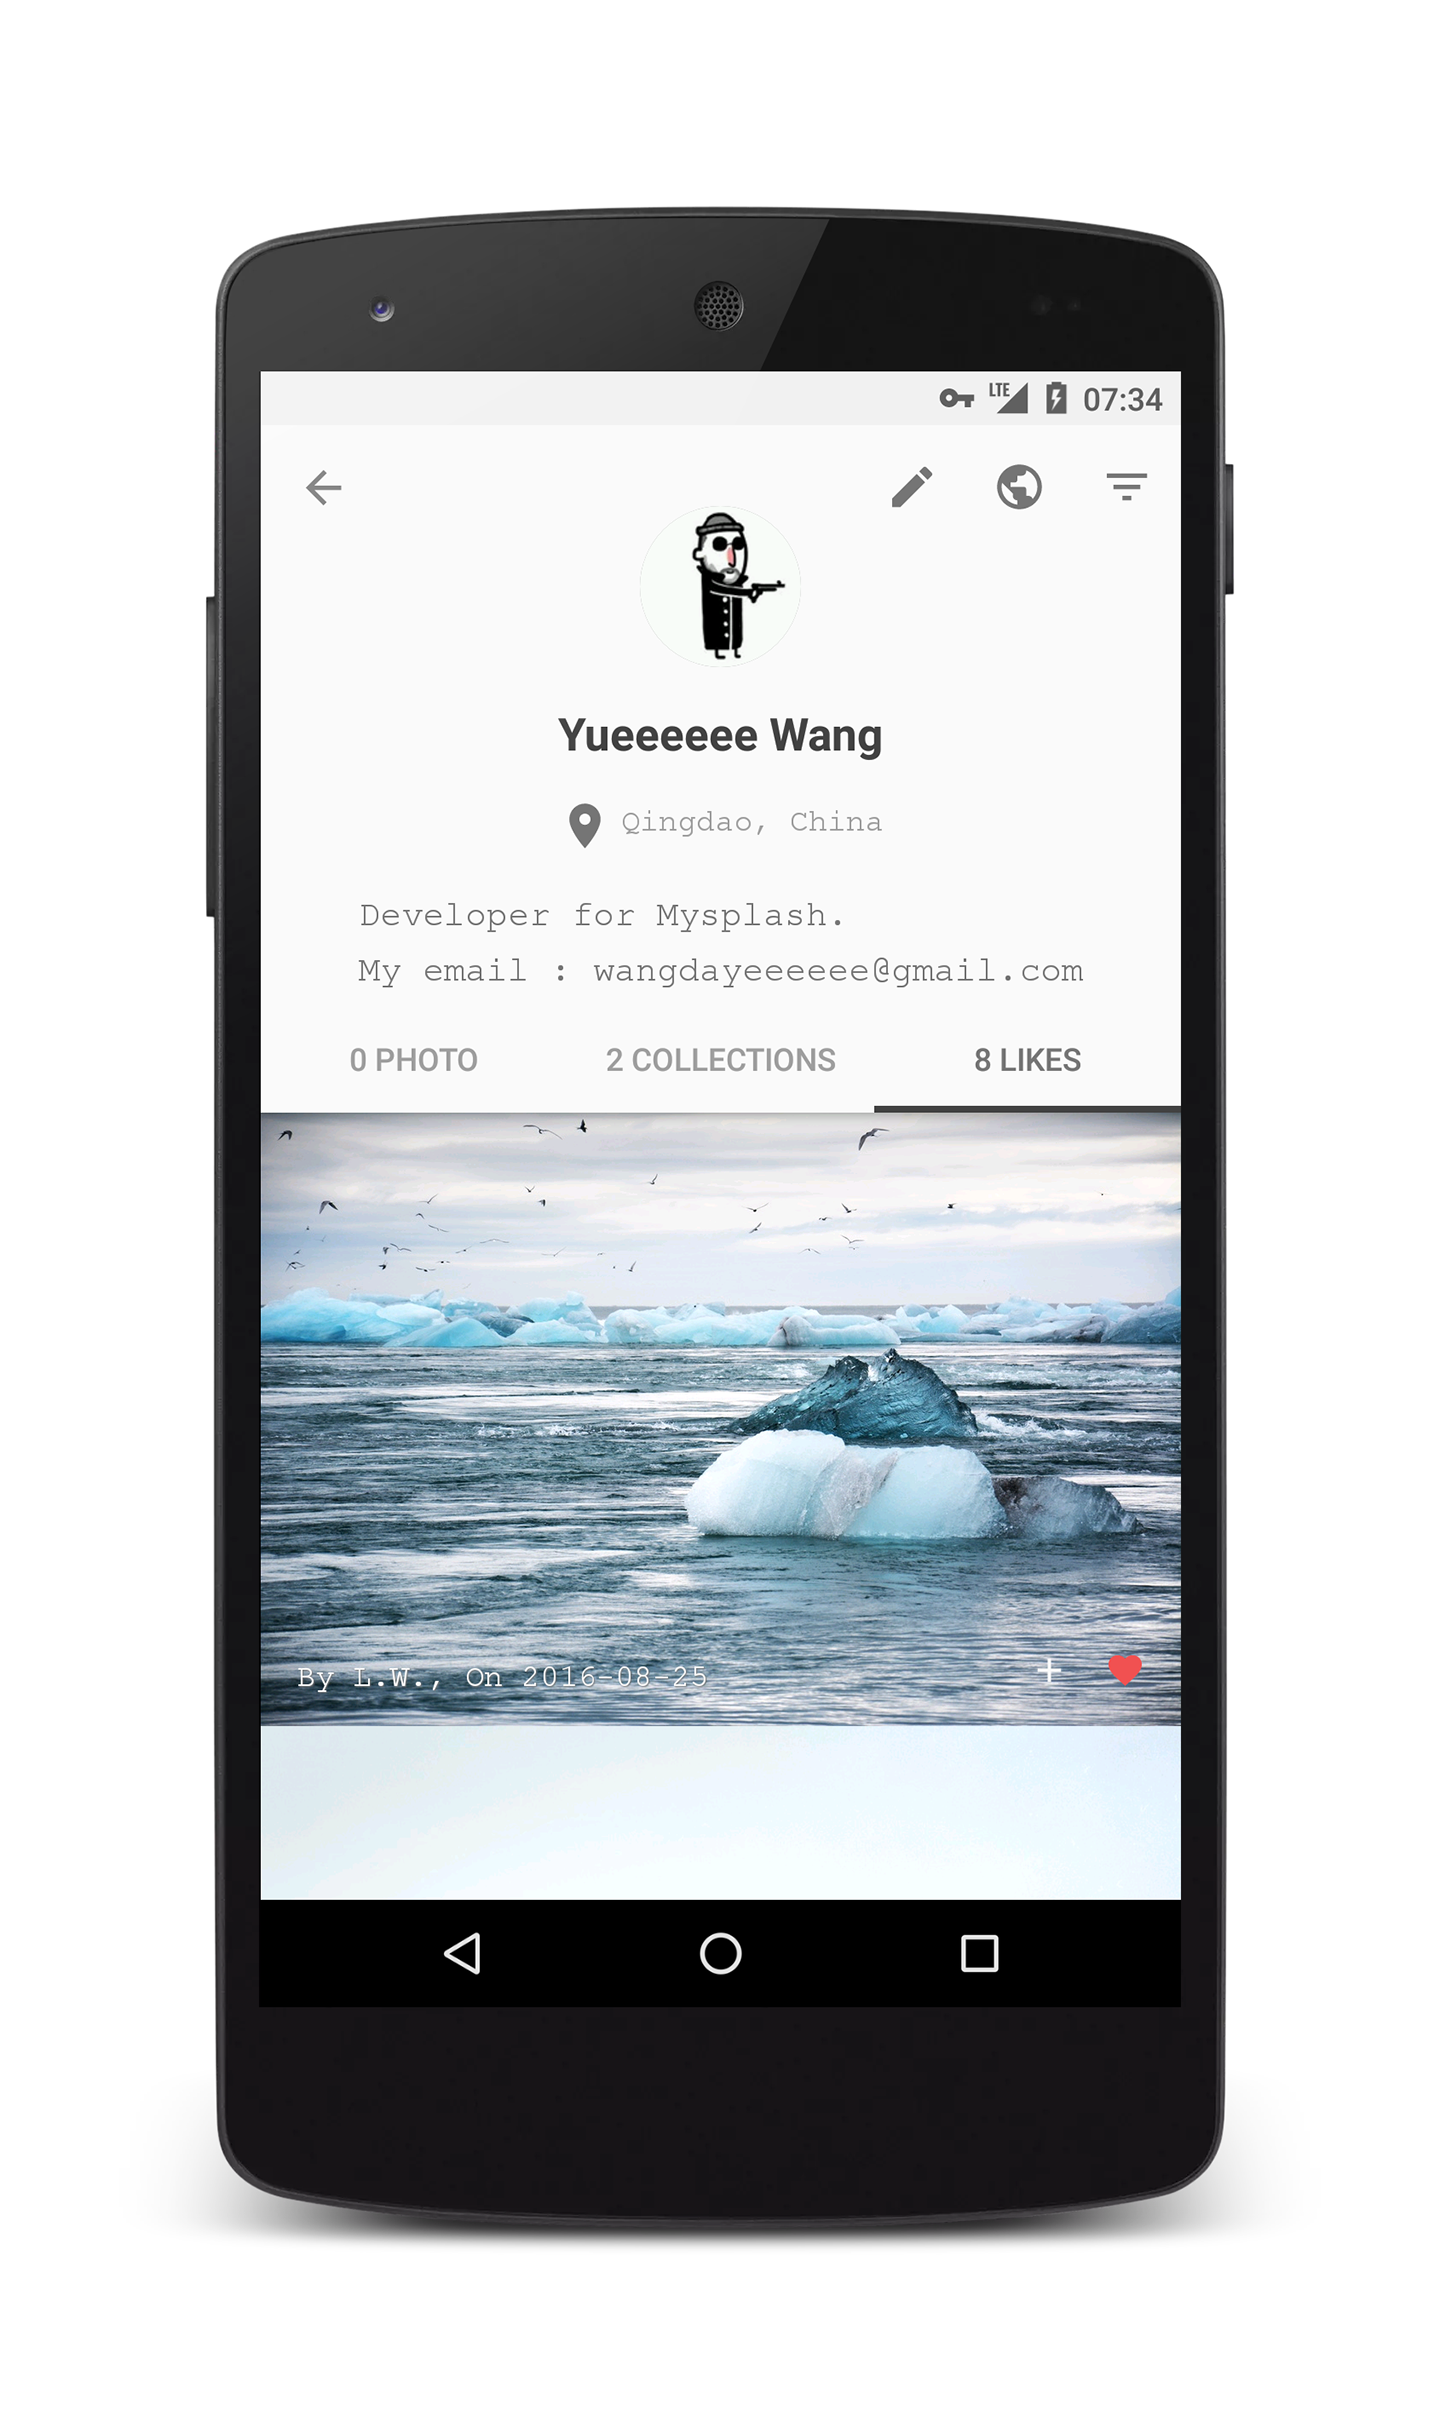 LTE 07:34
Yueeeeee Wang
Qingdao, China
Developer for Mysplash.
My email : wangdayeeeeee@gmail.com
0 PHOTO 2 COLLECTIONS 8 LIKES
By L.W., On 2016-08-25